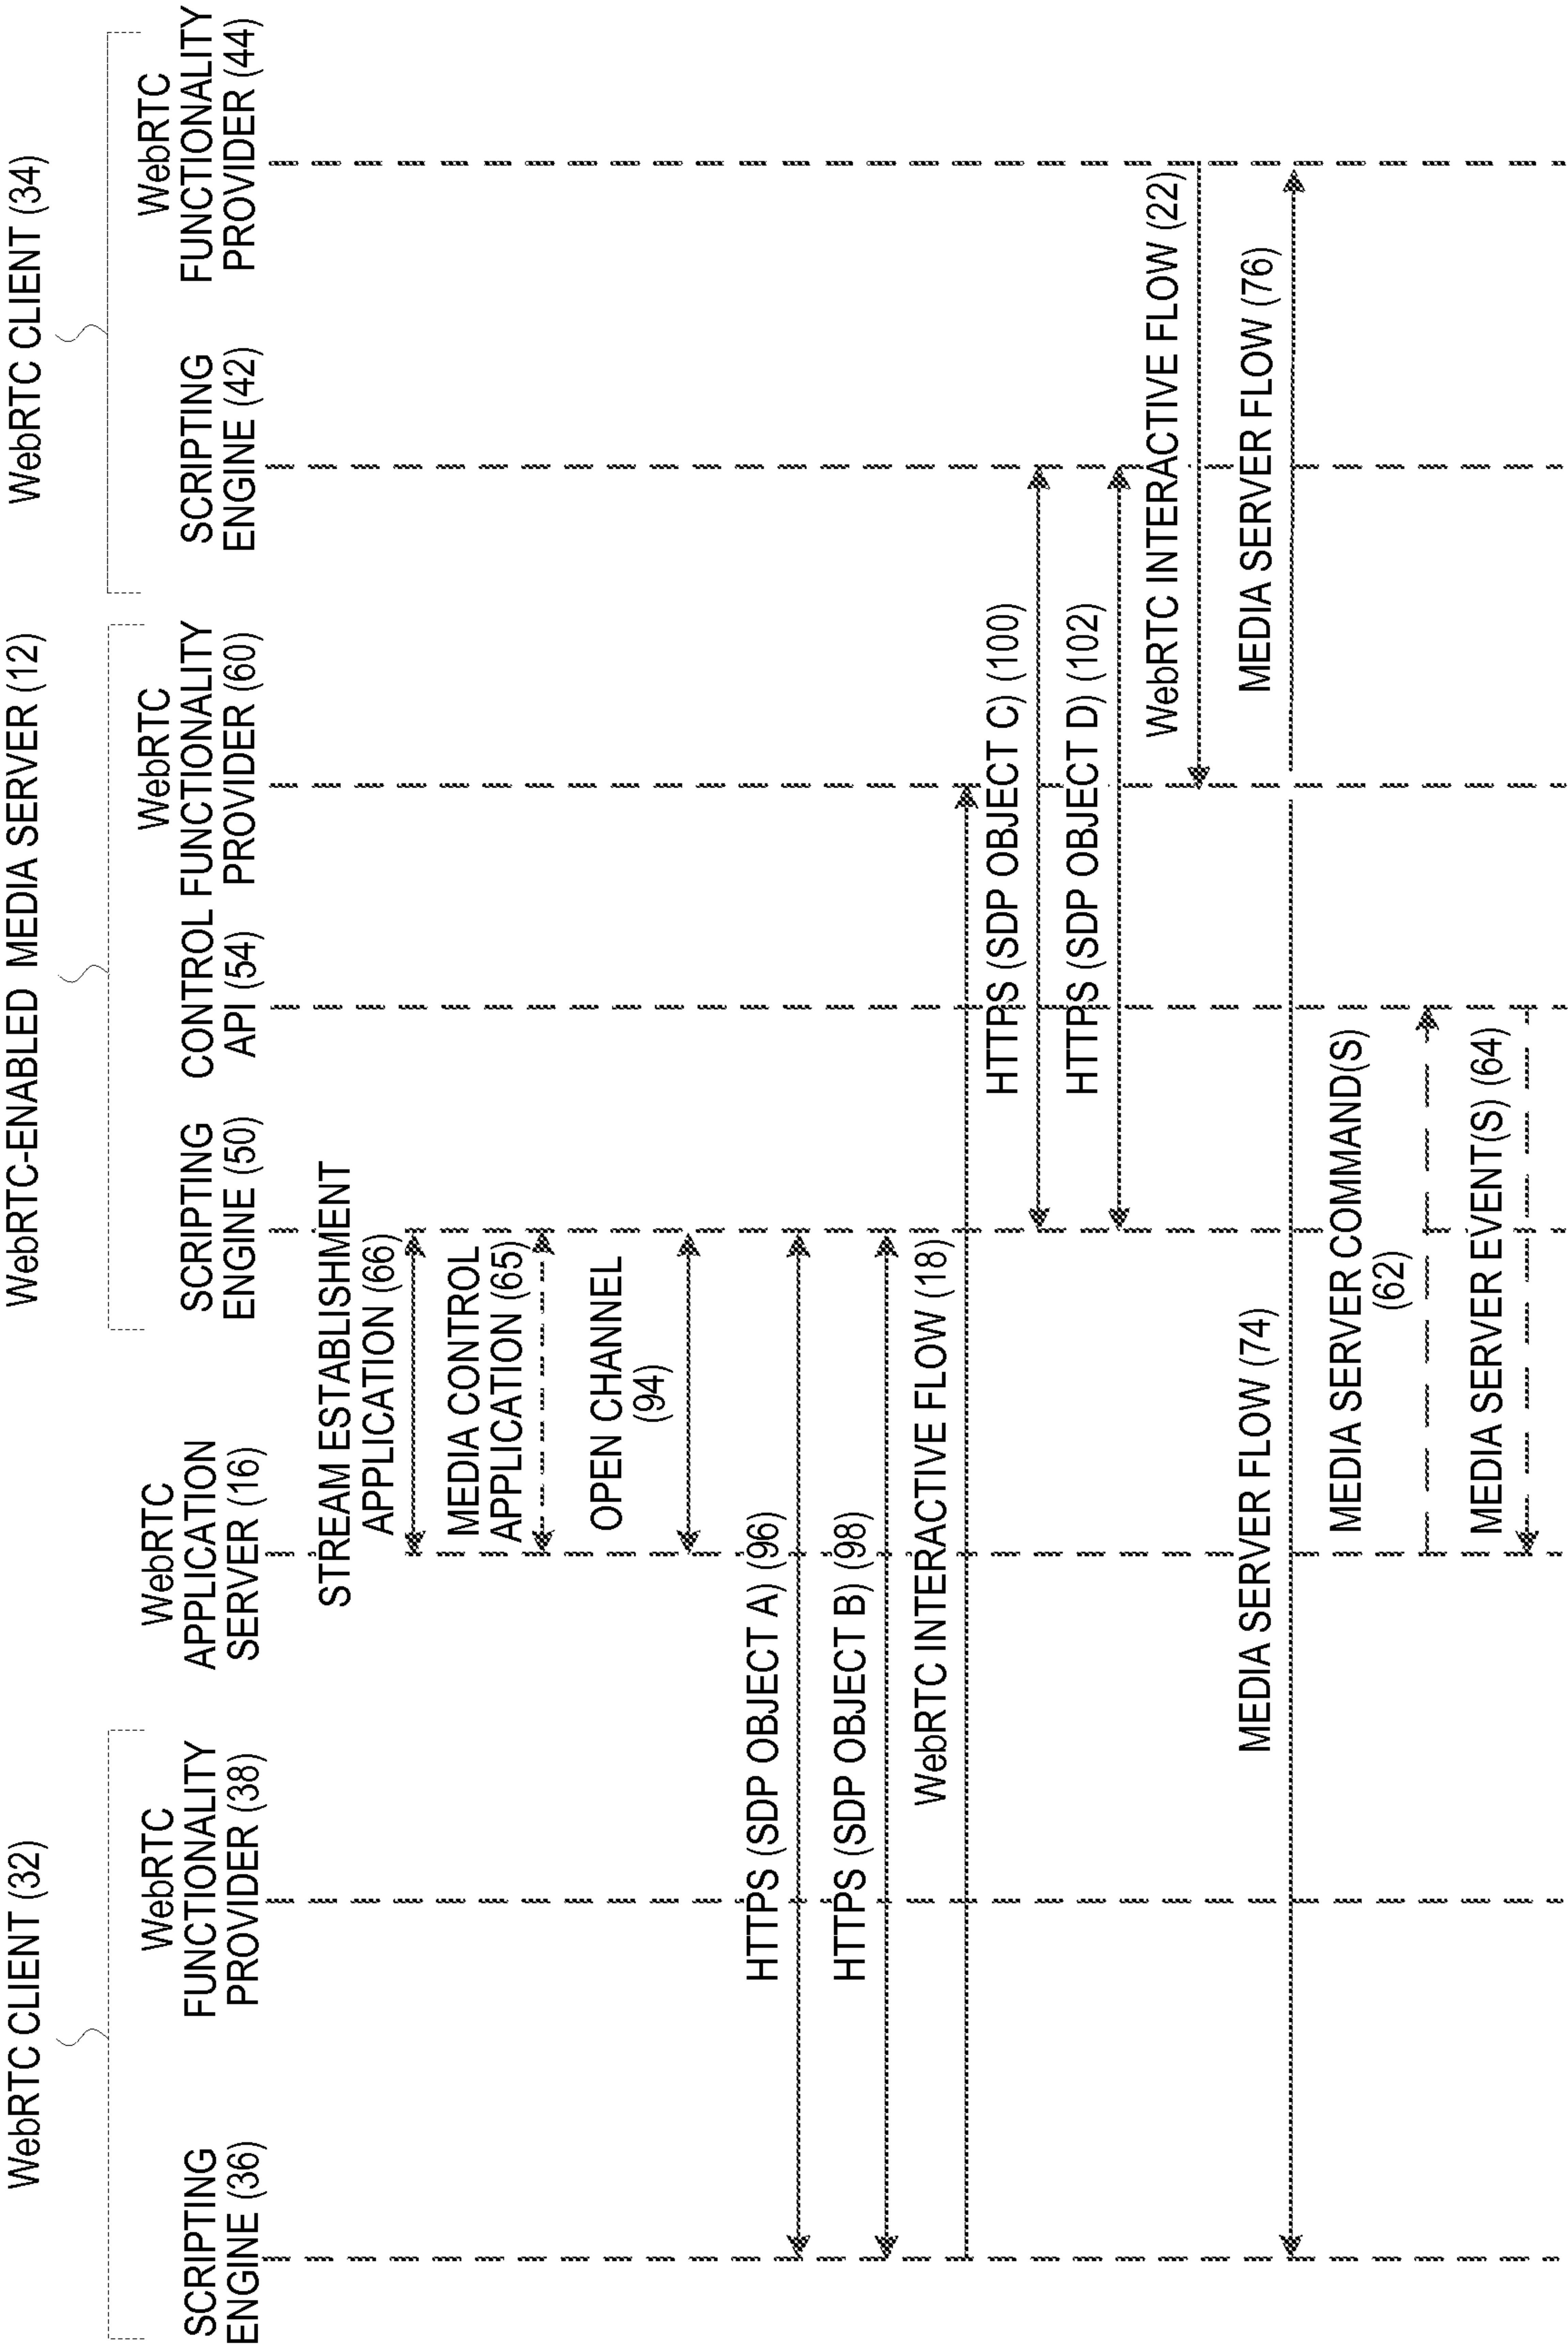 WebRTC CLIENT (32)
WebRTC-ENABLED MEDIA SERVER (12)
WebRTC CLIENT (34)
SCRIPTING
ENGINE (36)
WebRTC
FUNCTIONALITY
PROVIDER (38)
WebRTC
APPLICATION
SERVER (16)
SCRIPTING
ENGINE (50)
CONTROL
API (54)
WebRTC
FUNCTIONALITY
PROVIDER (60)
SCRIPTING
ENGINE (42)
WebRTC
FUNCTIONALITY
PROVIDER (44)
STREAM ESTABLISHMENT
APPLICATION (66)
MEDIA CONTROL
APPLICATION (65)
OPEN CHANNEL
(94)
HTTPS (SDP OBJECT A) (96)
HTTPS (SDP OBJECT B) (98)
WebRTC INTERACTIVE FLOW (18)
HTTPS (SDP OBJECT C) (100)
HTTPS (SDP OBJECT D) (102)
WebRTC INTERACTIVE FLOW (22)
MEDIA SERVER FLOW (74)
MEDIA SERVER FLOW (76)
MEDIA SERVER COMMAND(S)
(62)
MEDIA SERVER EVENT(S) (64)